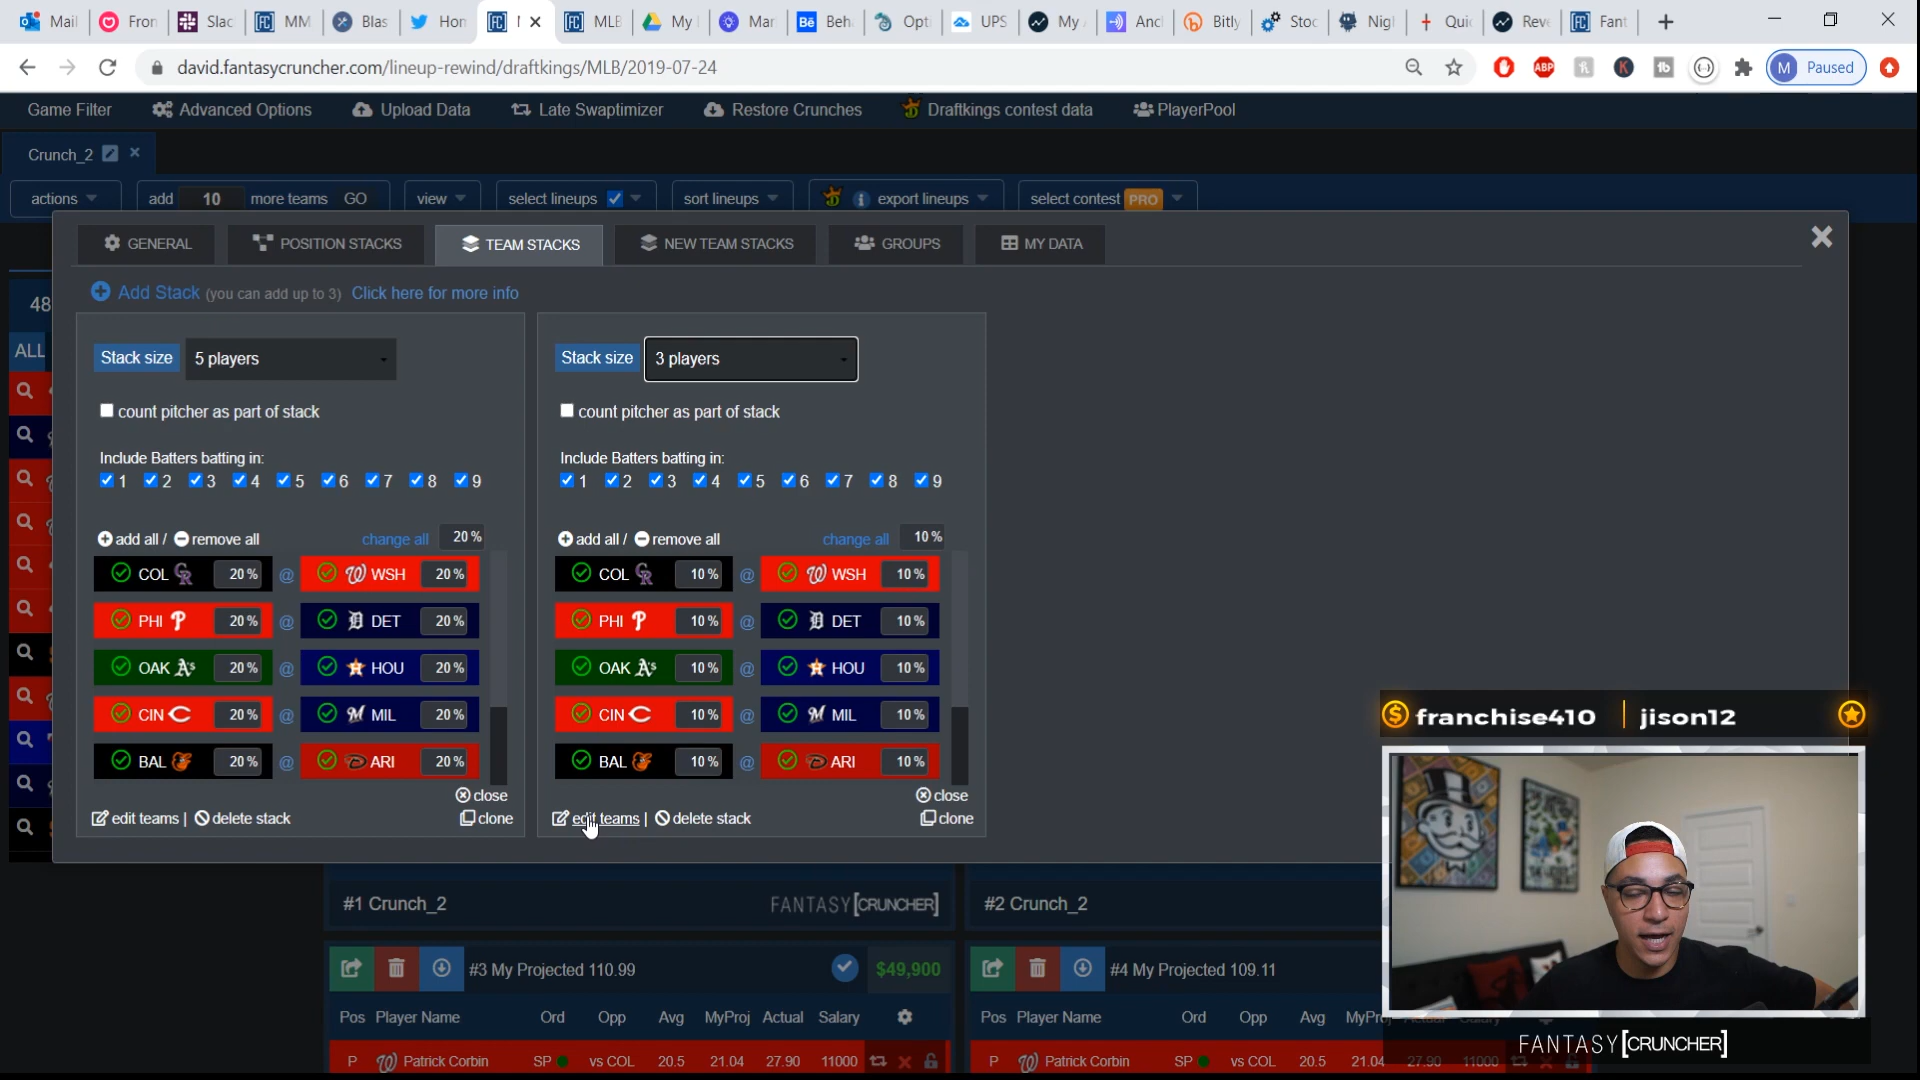 Mail Fron Slac MM Blas Hon MLB My Mar Beh Opti UPS My Anch Bitly Stoc Nigh Quic Reve Fant
david.fantasycruncher.com/lineup-rewind/draftkings/MLB/2019-07-24
M Paused
Game Filter Advanced Options Upload Data Late Swaptimizer Restore Crunches Draftkings contest data PlayerPool
Crunch_2
actions add 10 more teams GO view select lineups sort lineups export lineups select contest PRO
GENERAL POSITION STACKS TEAM STACKS NEW TEAM STACKS GROUPS MY DATA
Add Stack (you can add up to 3) Click here for more info
48
ALL
Stack size 5 players
count pitcher as part of stack
Include Batters batting in:
1 2 3 4 5 6 7 8 9
add all / remove all change all 20 %
COL 20 % @ WSH 20 %
PHI 20 % @ DET 20 %
OAK 20 % @ HOU 20 %
CIN 20 % @ MIL 20 %
BAL 20 % @ ARI 20 %
close
edit teams | delete stack clone
Stack size 3 players
count pitcher as part of stack
Include Batters batting in:
1 2 3 4 5 6 7 8 9
add all / remove all change all 10 %
COL 10 % @ WSH 10 %
PHI 10 % @ DET 10 %
OAK 10 % @ HOU 10 %
CIN 10 % @ MIL 10 %
BAL 10 % @ ARI 10 %
close
edit teams | delete stack clone
franchise410 | jison12
#1 Crunch_2 FANTASY[CRUNCHER] #2 Crunch_2
#3 My Projected 110.99 $49,900 #4 My Projected 109.11
Pos Player Name Ord Opp Avg MyProj Actual Salary
P Patrick Corbin SP vs COL 20.5 21.04 27.90 11000
Pos Player Name Ord Opp Avg MyProj Actual Salary
P Patrick Corbin SP vs COL 20.5 21.04 27.90 11000
FANTASY[CRUNCHER]